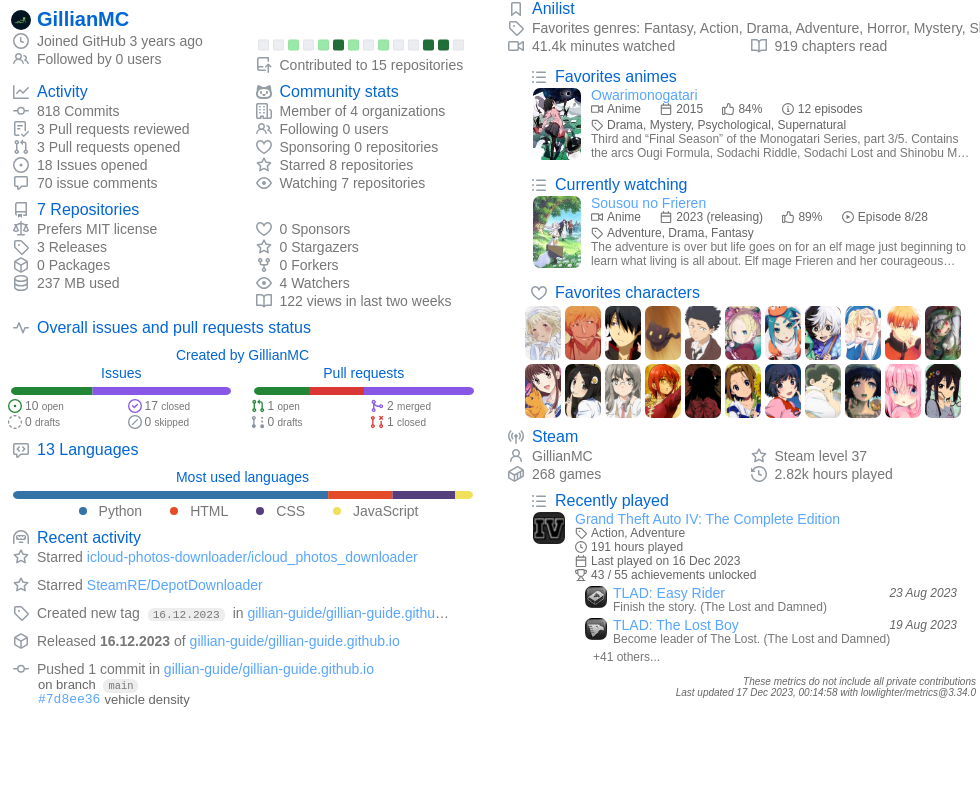 GillianMC
Joined GitHub 3 years ago
Followed by 0 users
Contributed to 15 repositories
Activity
818 Commits
3 Pull requests reviewed
3 Pull requests opened
18 Issues opened
70 issue comments
Community stats
Member of 4 organizations
Following 0 users
Sponsoring 0 repositories
Starred 8 repositories
Watching 7 repositories
7 Repositories
Prefers MIT license
3 Releases
0 Packages
237 MB used
0 Sponsors
0 Stargazers
0 Forkers
4 Watchers
122 views in last two weeks
Overall issues and pull requests status
Created by GillianMC
Issues
10 open
17 closed
0 drafts
0 skipped
Pull requests
1 open
2 merged
0 drafts
1 closed
13 Languages
Most used languages
Python HTML CSS JavaScript
Recent activity
Starred icloud-photos-downloader/icloud_photos_downloader
Starred SteamRE/DepotDownloader
Created new tag 16.12.2023 in gillian-guide/gillian-guide.githu…
Released 16.12.2023 of gillian-guide/gillian-guide.github.io
Pushed 1 commit in gillian-guide/gillian-guide.github.io
on branch main
#7d8ee36 vehicle density
Anilist
Favorites genres: Fantasy, Action, Drama, Adventure, Horror, Mystery, S
41.4k minutes watched
919 chapters read
Favorites animes
Owarimonogatari
Anime 2015 84% 12 episodes
Drama, Mystery, Psychological, Supernatural
Third and “Final Season” of the Monogatari Series, part 3/5. Contains
the arcs Ougi Formula, Sodachi Riddle, Sodachi Lost and Shinobu M…
Currently watching
Sousou no Frieren
Anime 2023 (releasing) 89% Episode 8/28
Adventure, Drama, Fantasy
The adventure is over but life goes on for an elf mage just beginning to
learn what living is all about. Elf mage Frieren and her courageous…
Favorites characters
Steam
GillianMC
Steam level 37
268 games
2.82k hours played
Recently played
Grand Theft Auto IV: The Complete Edition
Action, Adventure
191 hours played
Last played on 16 Dec 2023
43 / 55 achievements unlocked
TLAD: Easy Rider 22 Aug 2023
Finish the story. (The Lost and Damned)
TLAD: The Lost Boy 19 Aug 2023
Become leader of The Lost. (The Lost and Damned)
+41 others...
These metrics do not include all private contributions
Last updated 17 Dec 2023, 00:14:58 with lowlighter/metrics@3.34.0